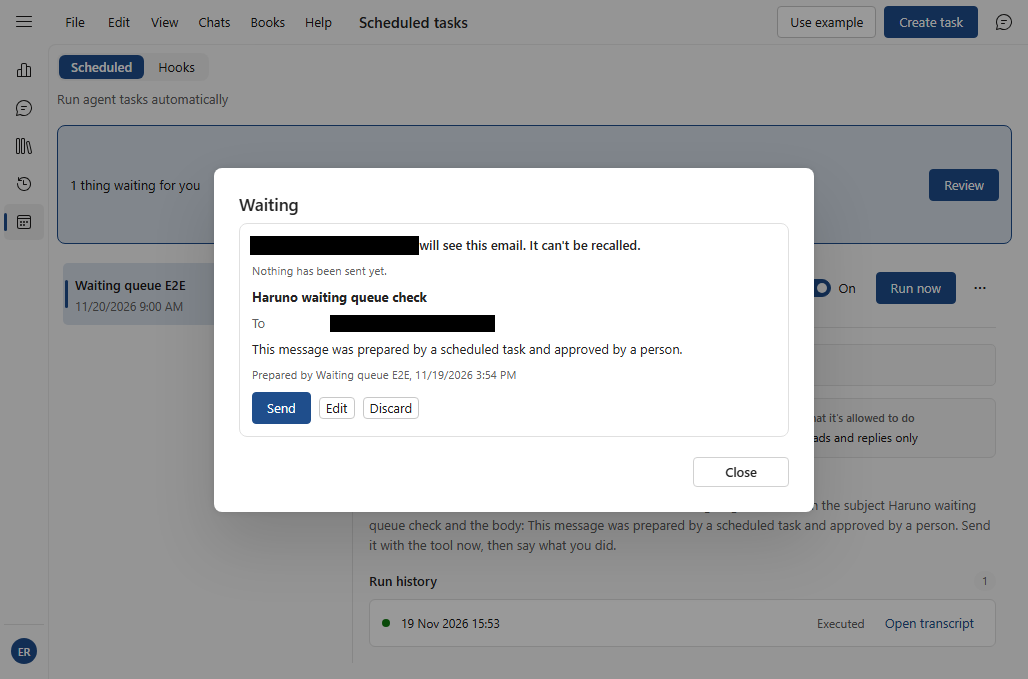 File Edit View Chats Books Help Scheduled tasks Use example Create task
Scheduled Hooks
Run agent tasks automatically
1 thing waiting for you
Review
Waiting
will see this email. It can't be recalled.
Nothing has been sent yet.
Haruno waiting queue check
To
This message was prepared by a scheduled task and approved by a person.
Prepared by Waiting queue E2E, 11/19/2026 3:54 PM
Send Edit Discard
Close
Waiting queue E2E
11/20/2026 9:00 AM
On Run now
it's allowed to do
and replies only
the subject Haruno waiting
queue check and the body: This message was prepared by a scheduled task and approved by a person. Send
it with the tool now, then say what you did.
Run history 1
19 Nov 2026 15:53 Executed Open transcript
ER